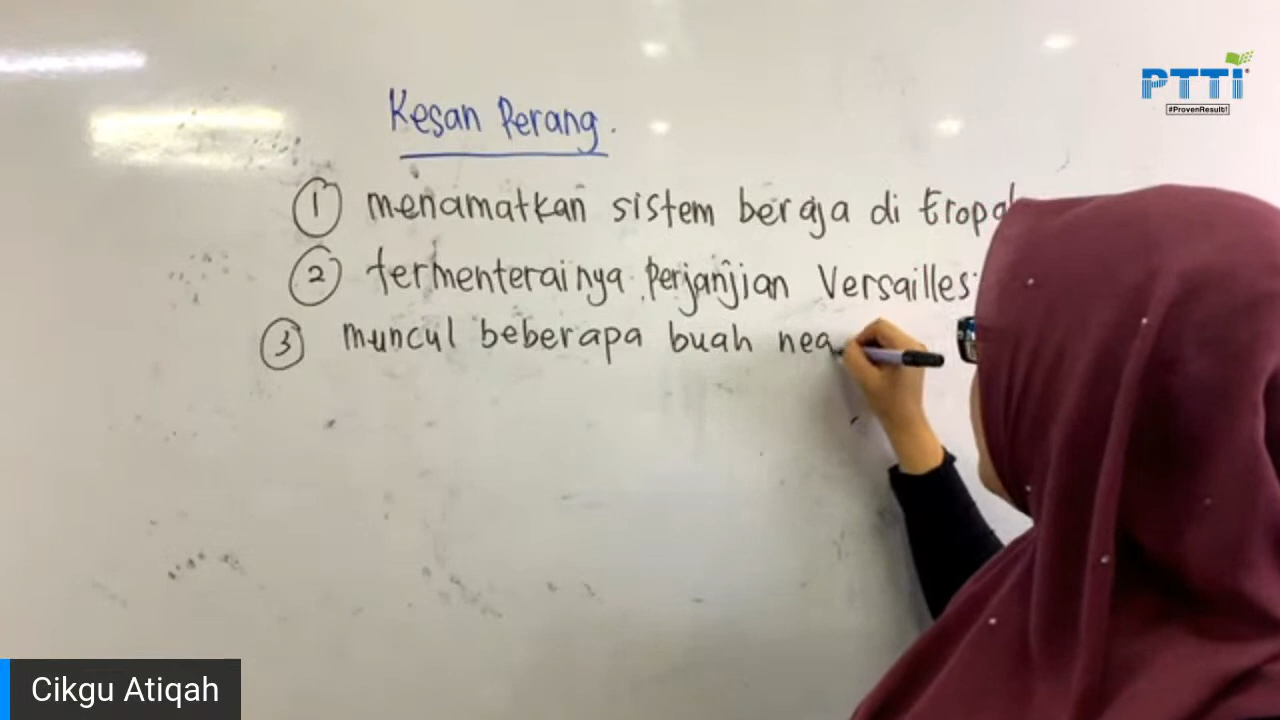 PTTI
#ProvenResult!
Kesan Perang.
1 menamatkan sistem beraja di Eropah
2 termenterainya perjanjian Versailles.
3 muncul beberapa buah nea
Cikgu Atiqah